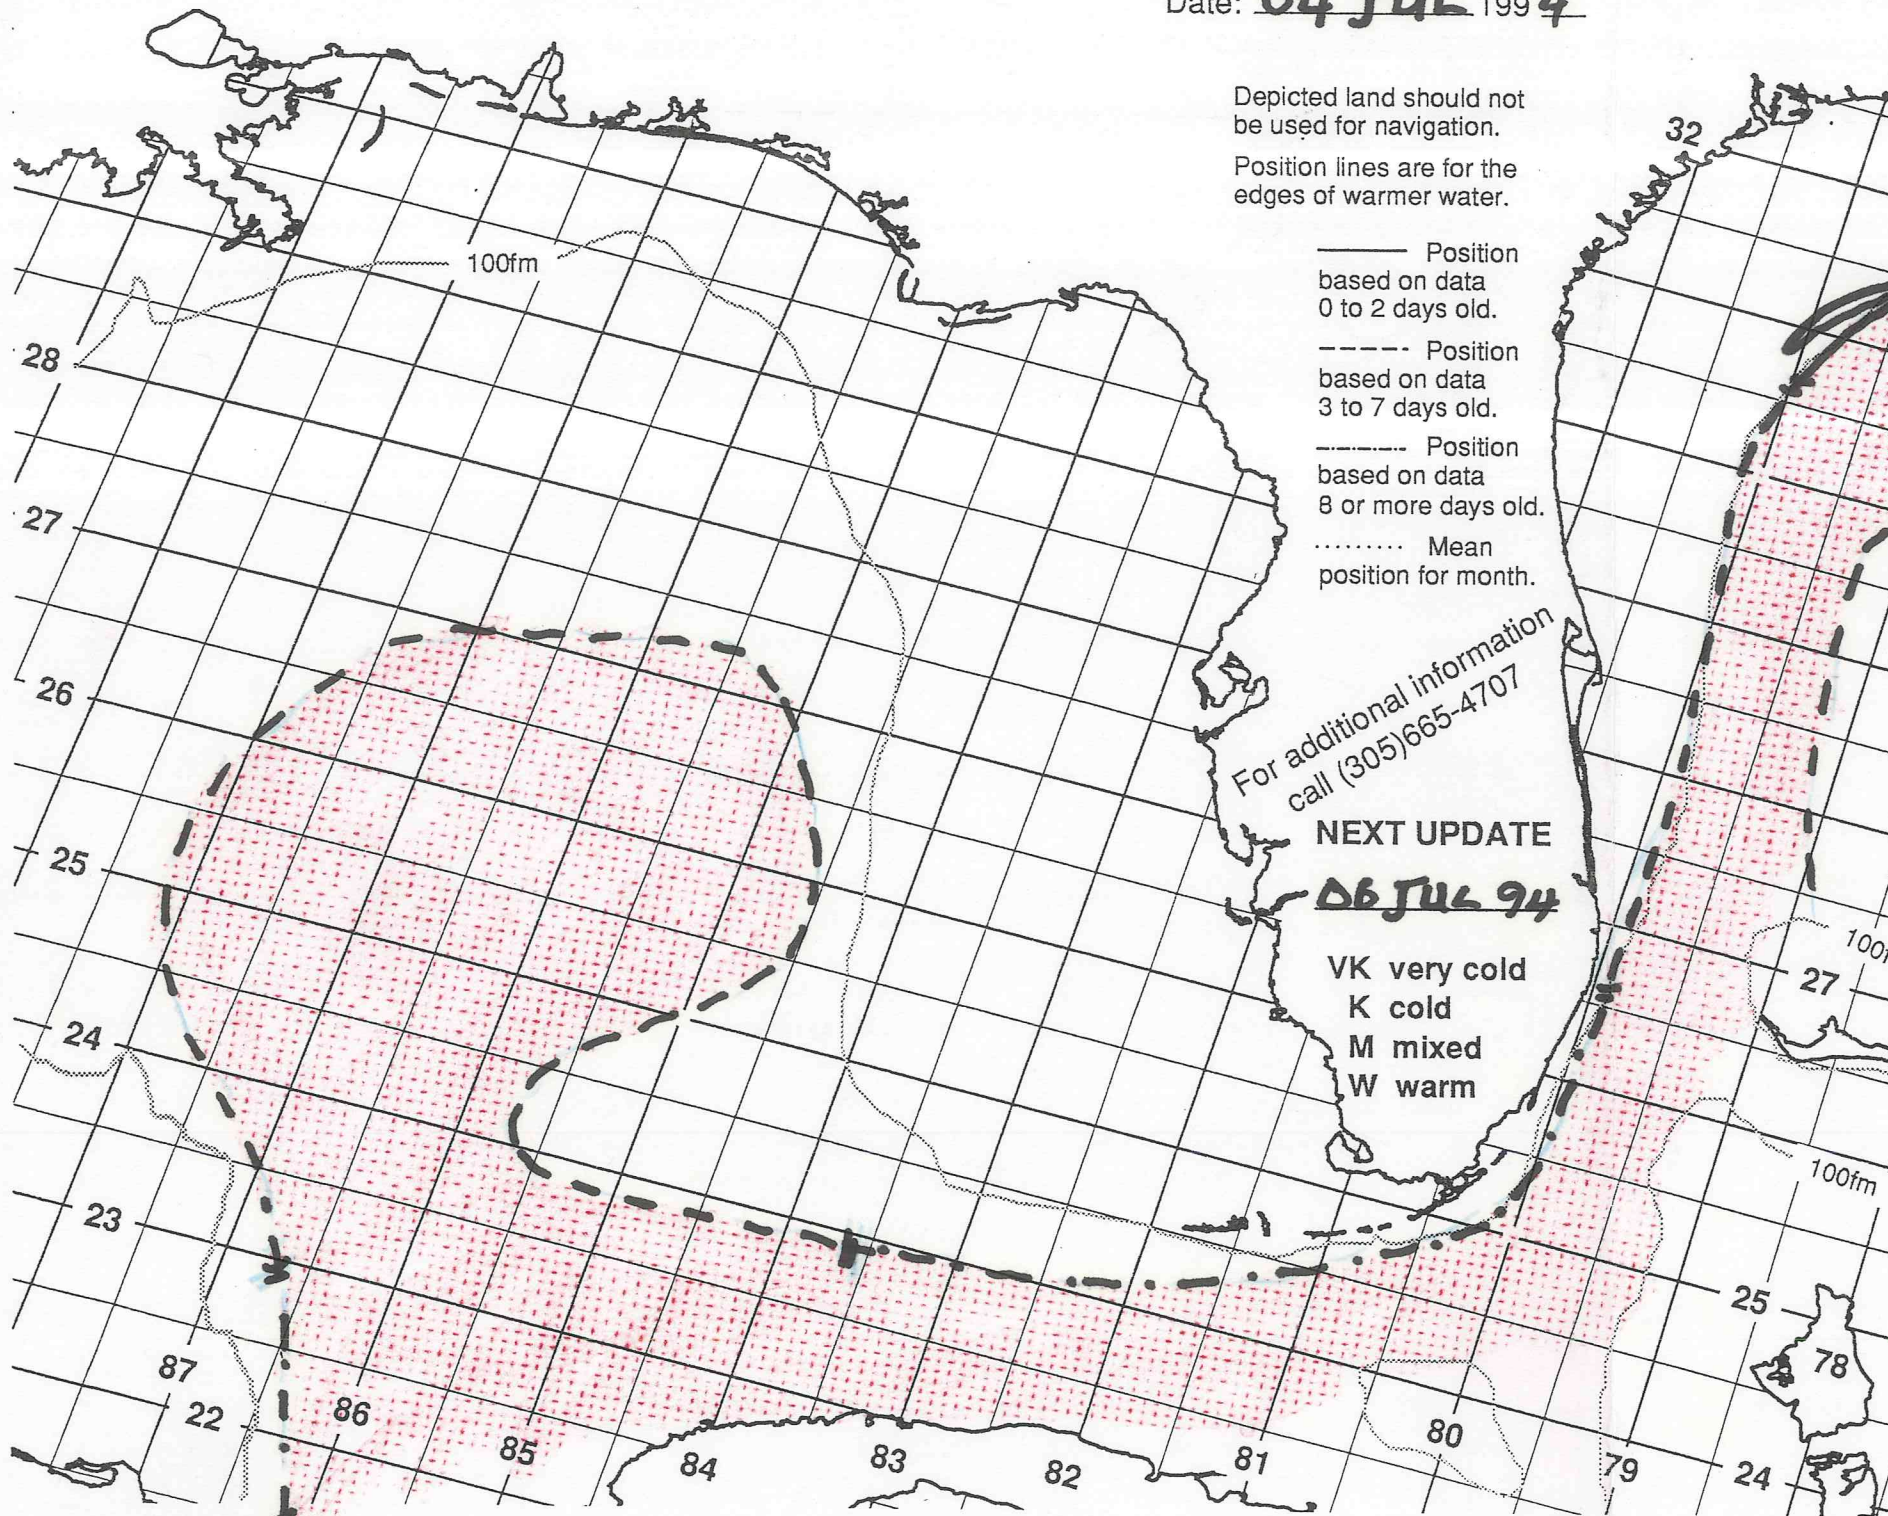 Date: 04 JUL 1994
Depicted land should not
be used for navigation.
Position lines are for the
edges of warmer water.
Position
based on data
0 to 2 days old.
Position
based on data
3 to 7 days old.
Position
based on data
8 or more days old.
Mean
position for month.
For additional information
call (305)665-4707
NEXT UPDATE
06 JUL 94
VK very cold
K cold
M mixed
W warm
32
100fm
28
27
26
25
24
23
87
22
86
85
84
83
82
81
80
79
24
78
25
100fm
27